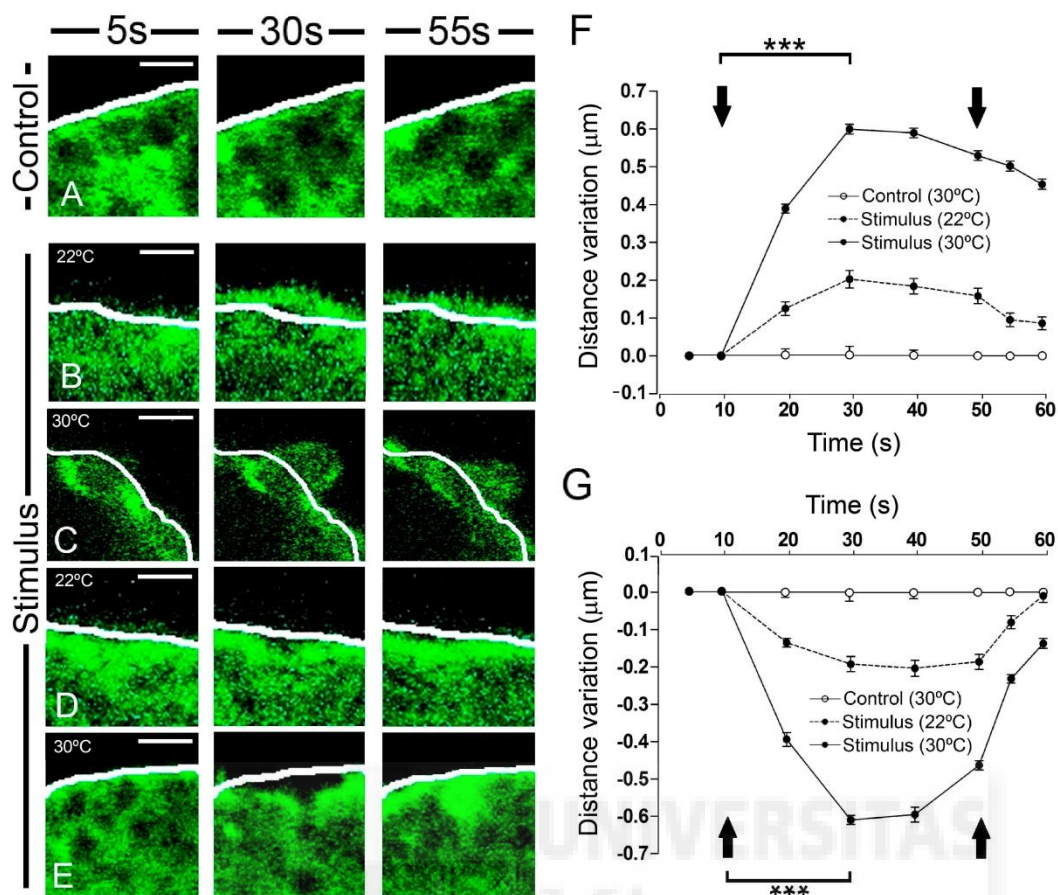 5s 30s 55s
Control
A
Stimulus
22ºC
B
30ºC
C
22ºC
D
30ºC
E
F
***
0.7
0.6
0.5
0.4
0.3
0.2
0.1
0.0
-0.1
Distance variation (μm)
Control (30ºC)
Stimulus (22ºC)
Stimulus (30ºC)
0 10 20 30 40 50 60
Time (s)
G
Time (s)
0 10 20 30 40 50 60
0.1
0.0
-0.1
-0.2
-0.3
-0.4
-0.5
-0.6
-0.7
Distance variation (μm)
Control (30ºC)
Stimulus (22ºC)
Stimulus (30ºC)
UNIVERSITAS
***